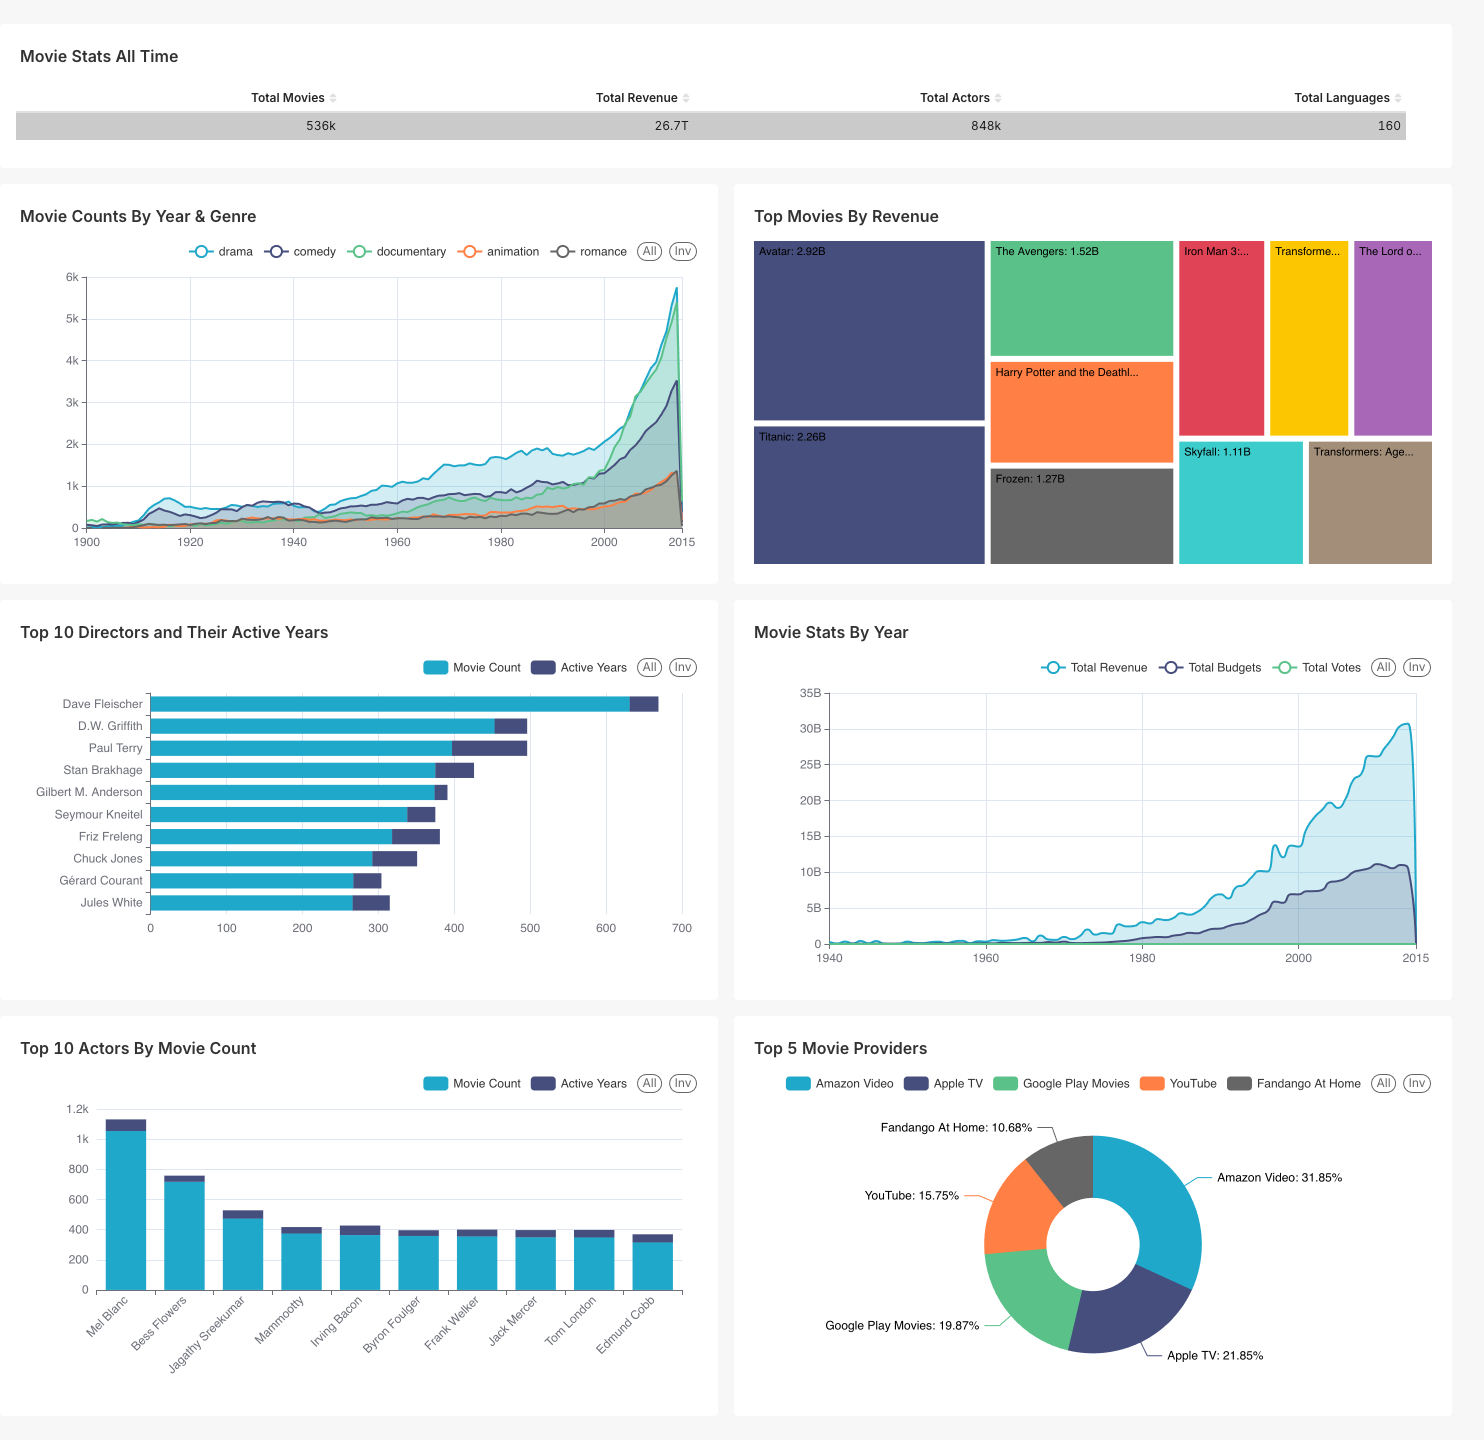 Movie Stats All Time
Total Movies Total Revenue Total Actors Total Languages
536k 26.7T 848k 160
Movie Counts By Year & Genre
drama comedy documentary animation romance All Inv
6k
5k
4k
3k
2k
1k
0
1900 1920 1940 1960 1980 2000 2015
Top Movies By Revenue
Avatar: 2.92B
The Avengers: 1.52B
Iron Man 3:...
Transforme...
The Lord o...
Harry Potter and the Deathl...
Titanic: 2.26B
Skyfall: 1.11B
Transformers: Age...
Frozen: 1.27B
Top 10 Directors and Their Active Years
Movie Count Active Years All Inv
Dave Fleischer
D.W. Griffith
Paul Terry
Stan Brakhage
Gilbert M. Anderson
Seymour Kneitel
Friz Freleng
Chuck Jones
Gérard Courant
Jules White
0 100 200 300 400 500 600 700
Movie Stats By Year
Total Revenue Total Budgets Total Votes All Inv
35B
30B
25B
20B
15B
10B
5B
0
1940 1960 1980 2000 2015
Top 10 Actors By Movie Count
Movie Count Active Years All Inv
1.2k
1k
800
600
400
200
0
Mel Blanc
Bess Flowers
Jagathy Sreekumar
Mammootty
Irving Bacon
Byron Foulger
Frank Welker
Jack Mercer
Tom London
Edmund Cobb
Top 5 Movie Providers
Amazon Video Apple TV Google Play Movies YouTube Fandango At Home All Inv
Fandango At Home: 10.68%
Amazon Video: 31.85%
YouTube: 15.75%
Google Play Movies: 19.87%
Apple TV: 21.85%